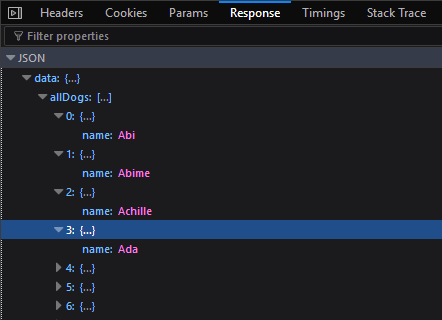 Headers Cookies Params Response Timings Stack Trace
Filter properties
JSON
data: {…}
allDogs: […]
0: {…}
name: Abi
1: {…}
name: Abime
2: {…}
name: Achille
3: {…}
name: Ada
4: {…}
5: {…}
6: {…}